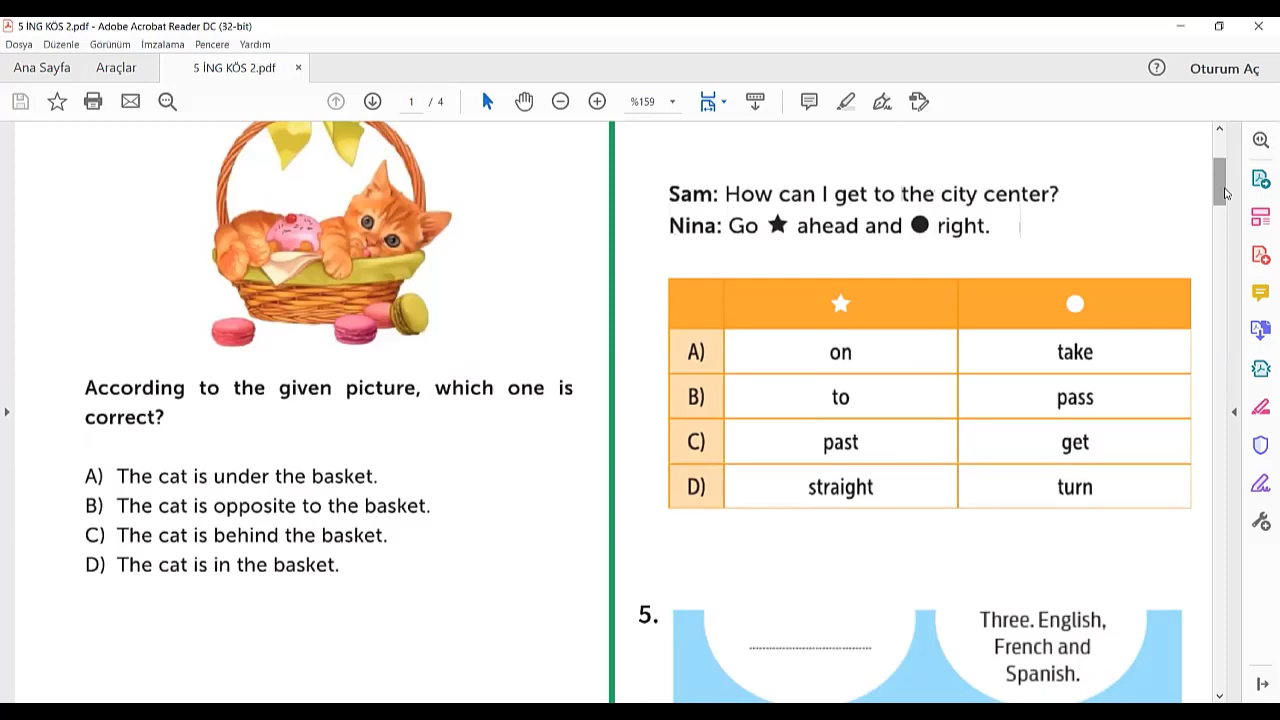 5 İNG KÖS 2.pdf - Adobe Acrobat Reader DC (32-bit)
Dosya Düzenle Görünüm İmzalama Pencere Yardım
Ana Sayfa Araçlar 5 İNG KÖS 2.pdf × Oturum Aç
1 / 4 %159
According to the given picture, which one is
correct?
A) The cat is under the basket.
B) The cat is opposite to the basket.
C) The cat is behind the basket.
D) The cat is in the basket.
Sam: How can I get to the city center?
Nina: Go ★ ahead and ● right.
★ ●
A) on take
B) to pass
C) past get
D) straight turn
5.
Three. English,
French and
Spanish.